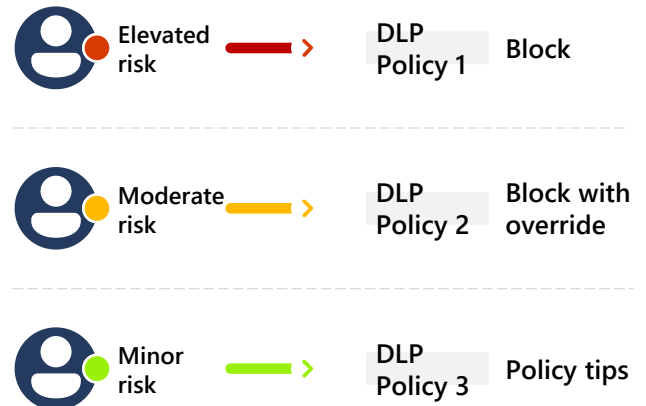 Elevated
risk
DLP
Policy 1
Block
Moderate
risk
DLP
Policy 2
Block with
override
Minor
risk
DLP
Policy 3
Policy tips